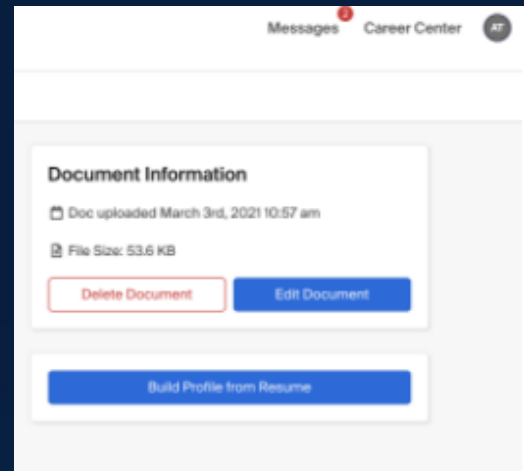 Messages 2 Career Center AT
Document Information
Doc uploaded March 3rd, 2021 10:57 am
File Size: 53.6 KB
Delete Document Edit Document
Build Profile from Resume